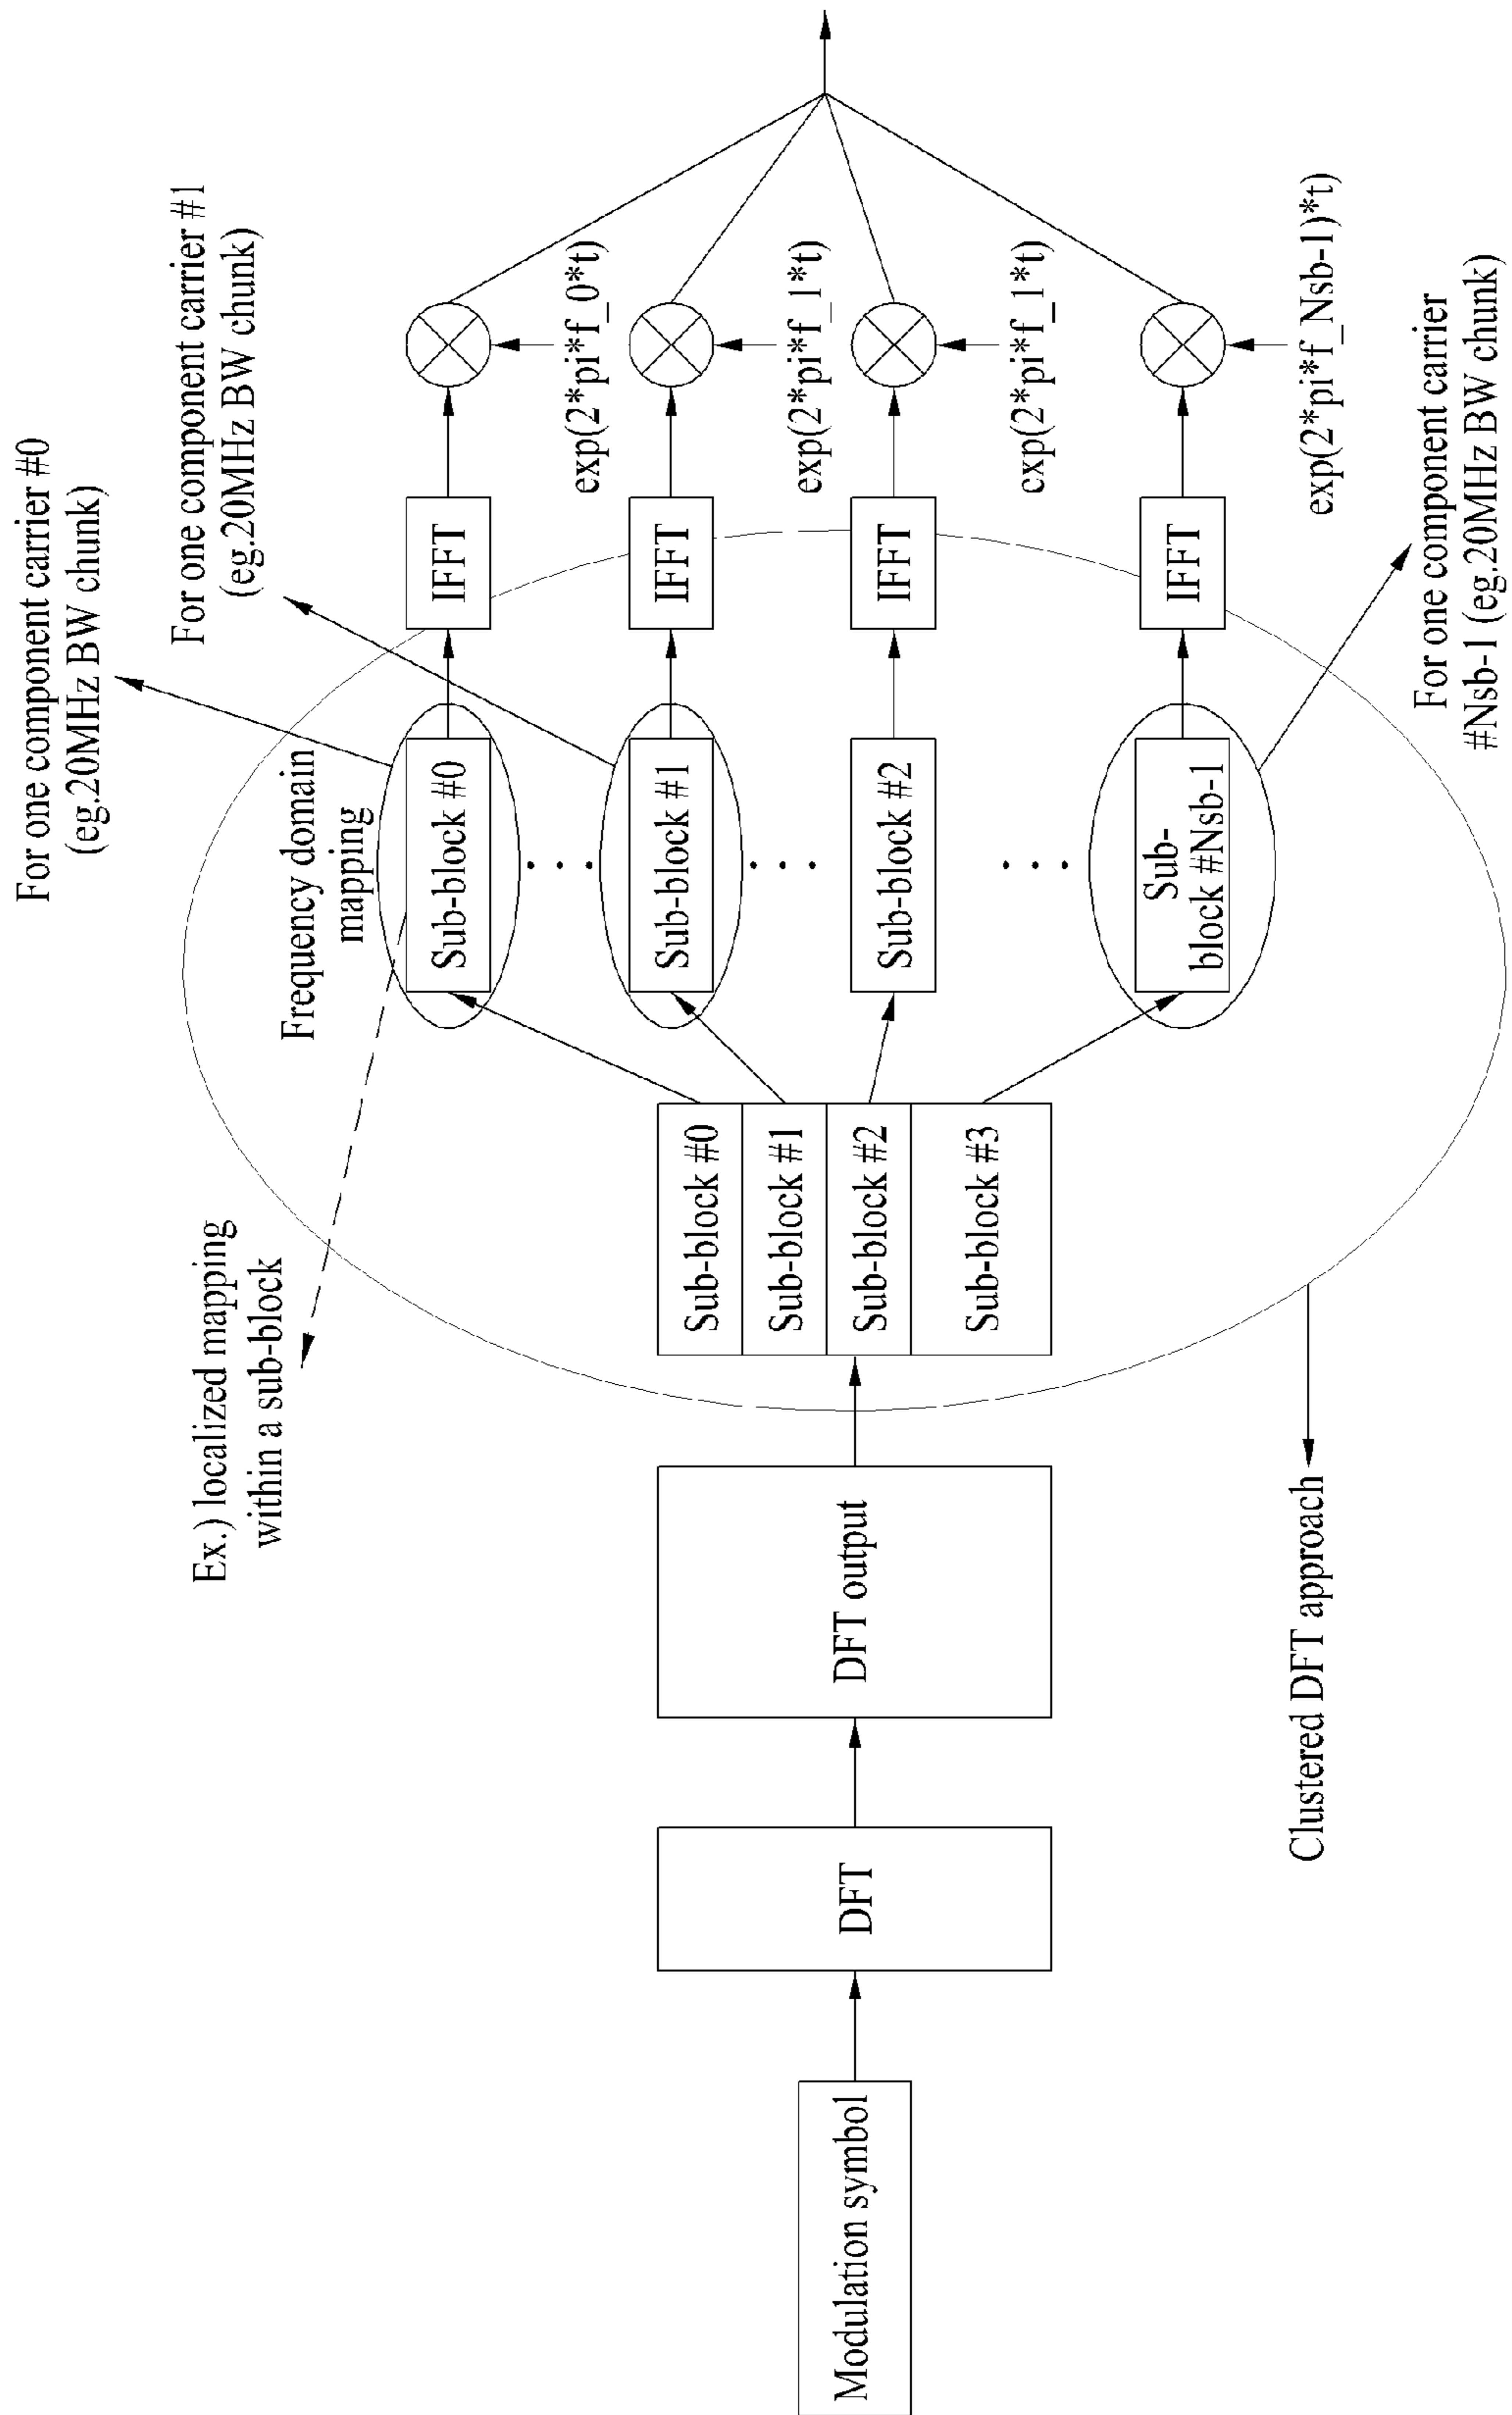 For one component carrier #0
(eg.20MHz BW chunk)
For one component carrier #1
(eg.20MHz BW chunk)
Ex.) localized mapping
within a sub-block
Frequency domain
mapping
Modulation symbol
DFT
DFT output
Sub-block #0
Sub-block #1
Sub-block #2
Sub-block #3
Sub-block #0
IFFT
exp(2*pi*f_0*t)
Sub-block #1
IFFT
exp(2*pi*f_1*t)
Sub-block #2
IFFT
exp(2*pi*f_1*t)
Sub-
block #Nsb-1
IFFT
exp(2*pi*f_Nsb-1)*t)
Clustered DFT approach
For one component carrier
#Nsb-1 (eg.20MHz BW chunk)